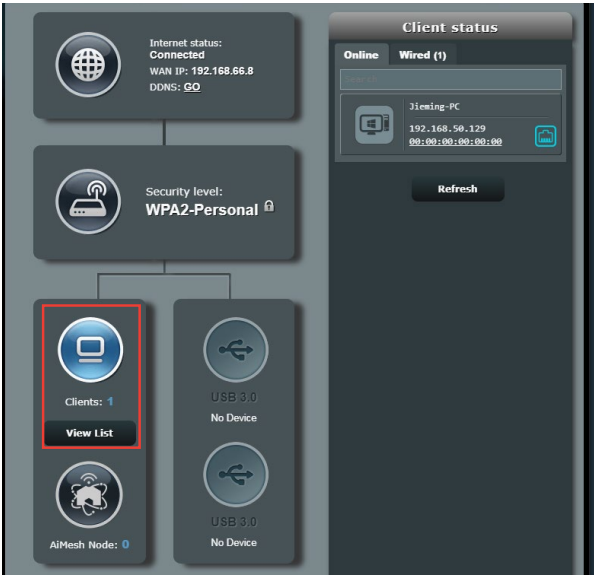 Internet status:
Connected
WAN IP: 192.168.66.8
DDNS: GO
Security level:
WPA2-Personal
Clients: 1
View List
AiMesh Node: 0
USB 3.0
No Device
USB 3.0
No Device
Client status
Online Wired (1)
Search
Jieming-PC
192.168.50.129
00:00:00:00:00:00
Refresh